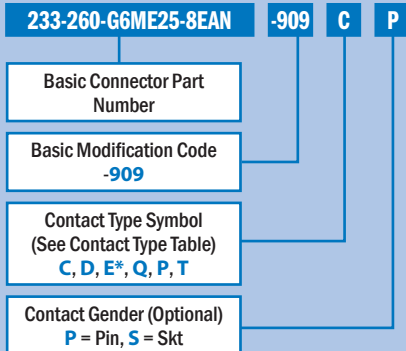 233-260-G6ME25-8EAN -909 C P
Basic Connector Part
Number
Basic Modification Code
-909
Contact Type Symbol
(See Contact Type Table)
C, D, E*, Q, P, T
Contact Gender (Optional)
P = Pin, S = Skt